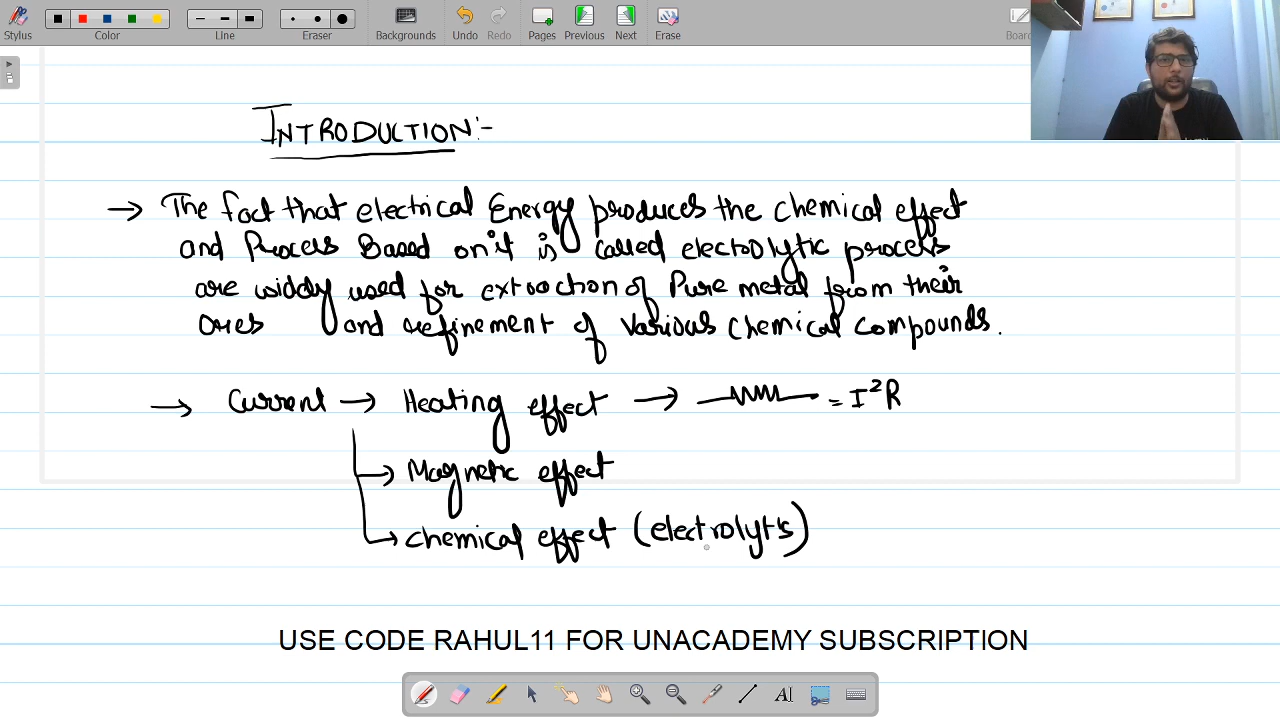 Stylus
Color
Line
Eraser
Backgrounds
Undo
Redo
Pages
Previous
Next
Erase
Board
INTRODUCTION:-
→ The fact that electrical Energy produces the chemical effect
and Process Based on it is called electrolytic process
are widely used for extraction of Pure metal from their
ores and refinement of various chemical compounds.
→ Current → Heating effect → = I²R
→ Magnetic effect
→ chemical effect (electrolyts)
USE CODE RAHUL11 FOR UNACADEMY SUBSCRIPTION